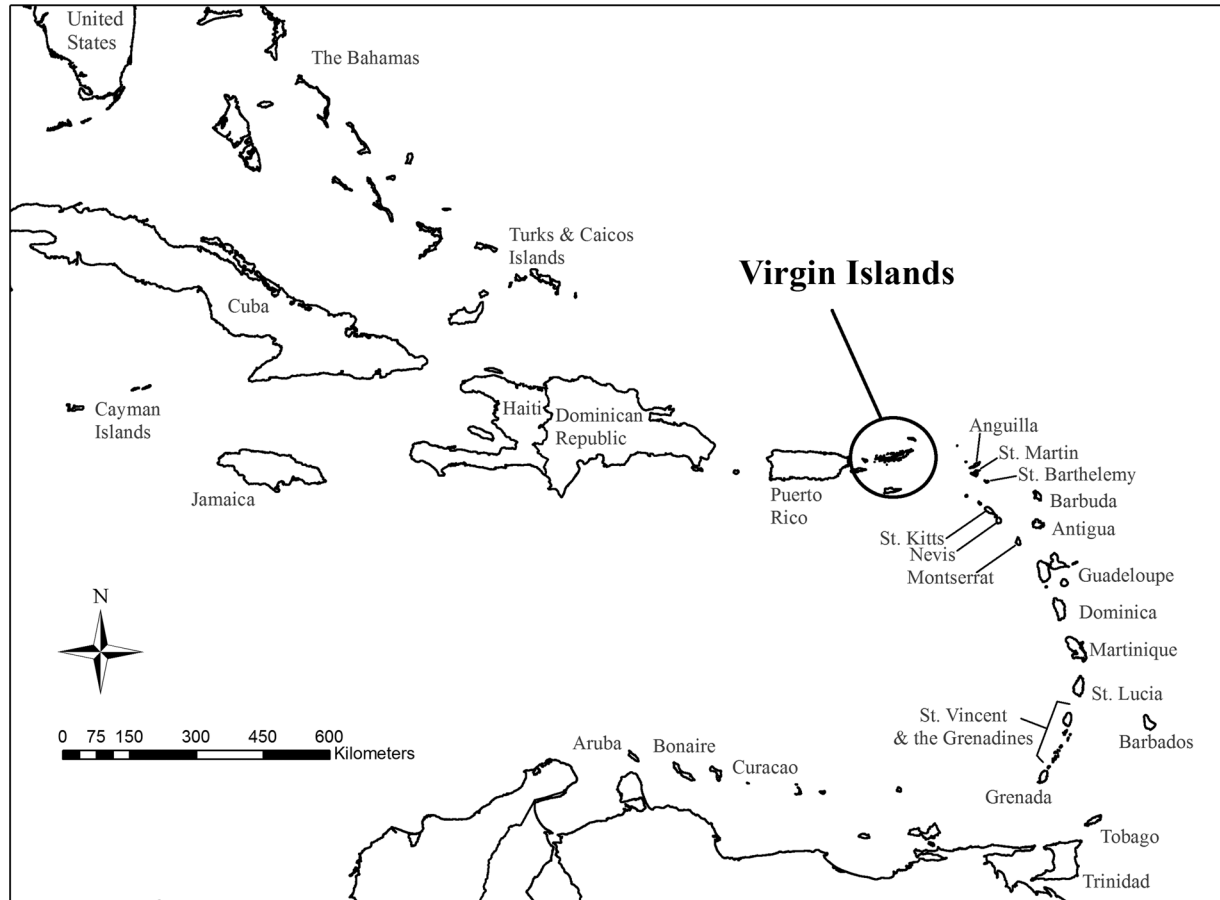 United
States
The Bahamas
Turks & Caicos
Islands
Virgin Islands
Cuba
Cayman
Islands
Haiti
Dominican
Republic
Jamaica
Puerto
Rico
Anguilla
St. Martin
St. Barthelemy
Barbuda
Antigua
St. Kitts
Nevis
Montserrat
Guadeloupe
Dominica
Martinique
St. Lucia
St. Vincent
& the Grenadines
Barbados
Grenada
Tobago
Trinidad
Aruba
Bonaire
Curacao
N
0 75 150 300 450 600
Kilometers